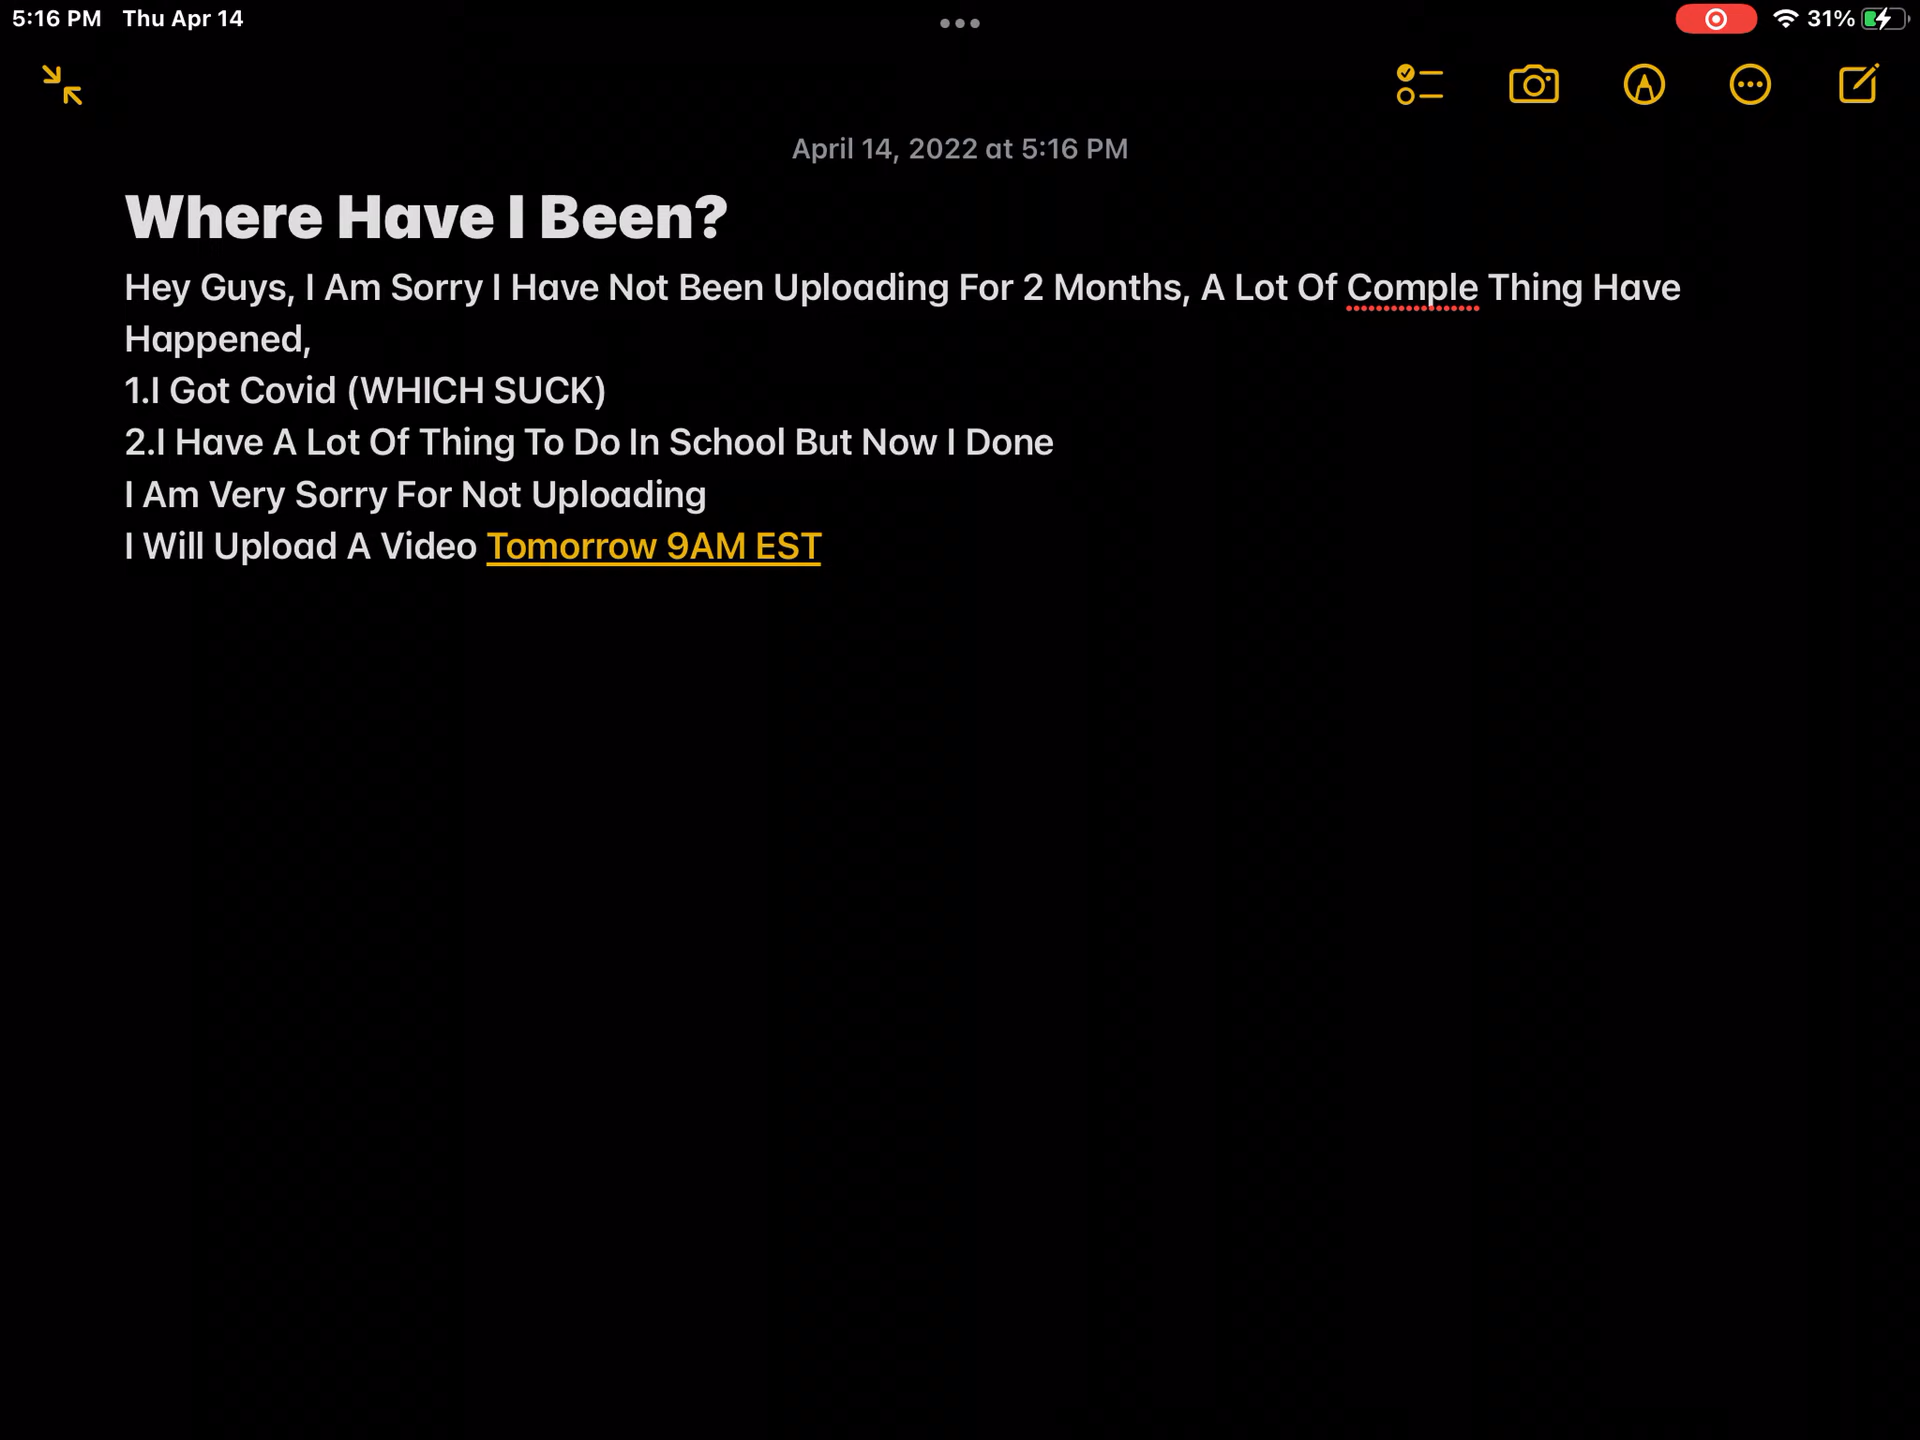 5:16 PM Thu Apr 14
31%
April 14, 2022 at 5:16 PM
Where Have I Been?
Hey Guys, I Am Sorry I Have Not Been Uploading For 2 Months, A Lot Of Comple Thing Have
Happened,
1.I Got Covid (WHICH SUCK)
2.I Have A Lot Of Thing To Do In School But Now I Done
I Am Very Sorry For Not Uploading
I Will Upload A Video Tomorrow 9AM EST